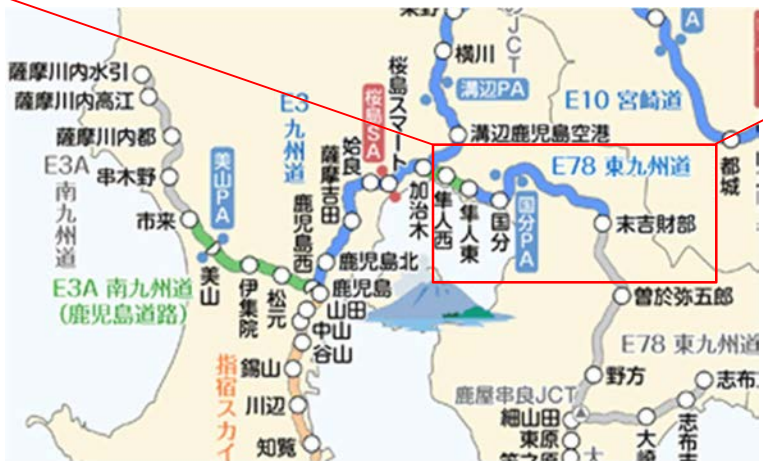 横川
JCT
溝辺PA
溝辺鹿児島空港
E10 宮崎道
都城
薩摩川内水引
薩摩川内高江
薩摩川内都
串木野
市来
E3A
南九州道
美山PA
美山
伊集院
松元
E3A 南九州道
(鹿児島道路)
E3
九州道
桜島SA
桜島スマート
姶良
薩摩吉田
鹿児島西
鹿児島北
鹿児島
山田
中山
谷山
加治木
隼人西
隼人東
国分
国分PA
E78 東九州道
末吉財部
曽於弥五郎
E78 東九州道
野方
鹿屋串良JCT
細山田
東原
笠之原
大崎
志布志
志布
指宿スカイ
錫山
川辺
知覧